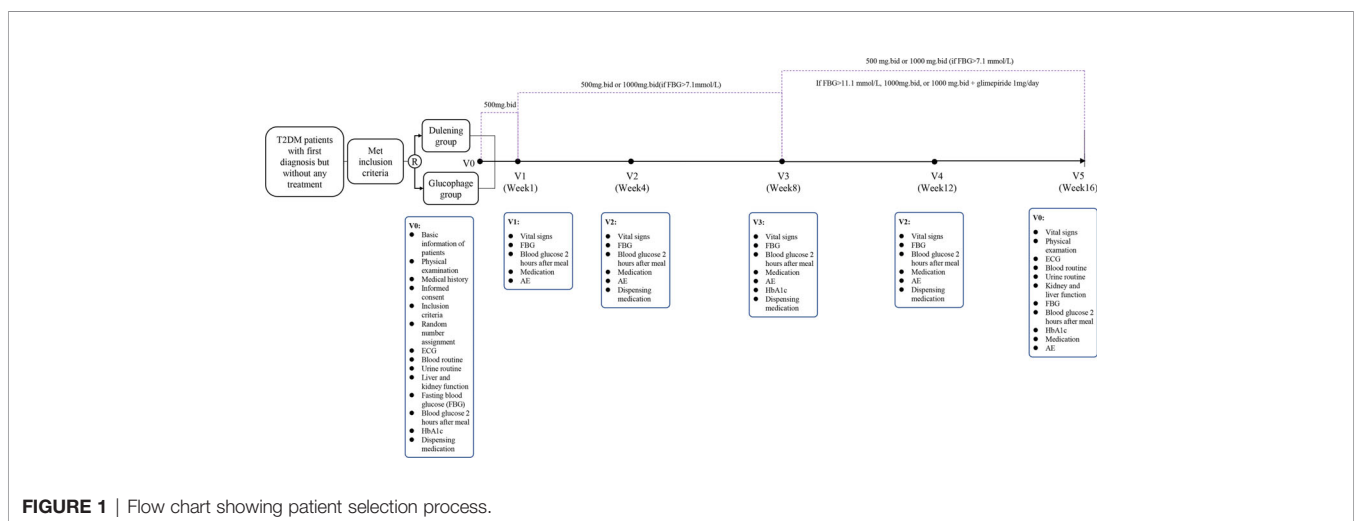 500 mg.bid or 1000 mg.bid (if FBG>7.1 mmol/L)
500mg.bid or 1000mg.bid(if FBG>7.1mmol/L)
If FBG>11.1 mmol/L, 1000mg.bid, or 1000 mg.bid + glimepiride 1mg/day
500mg.bid
T2DM patients
with first
diagnosis but
without any
treatment
Met
inclusion
criteria
R
Dulening
group
Glucophage
group
V0
V1
(Week1)
V2
(Week4)
V3
(Week8)
V4
(Week12)
V5
(Week16)
V0:
● Basic
information of
patients
● Physical
examination
● Medical history
● Informed
consent
● Inclusion
criteria
● Random
number
assignment
● ECG
● Blood routine
● Urine routine
● Liver and
kidney function
● Fasting blood
glucose (FBG)
● Blood glucose 2
hours after meal
● HbA1c
● Dispensing
medication
V1:
● Vital signs
● FBG
● Blood glucose 2
hours after meal
● Medication
● AE
V2:
● Vital signs
● FBG
● Blood glucose 2
hours after meal
● Medication
● AE
● Dispensing
medication
V3:
● Vital signs
● FBG
● Blood glucose 2
hours after meal
● Medication
● AE
● HbA1c
● Dispensing
medication
V2:
● Vital signs
● FBG
● Blood glucose 2
hours after meal
● Medication
● AE
● Dispensing
medication
V0:
● Vital signs
● Physical
examation
● ECG
● Blood routine
● Urine routine
● Kidney and
liver function
● FBG
● Blood glucose 2
hours after meal
● HbA1c
● Medication
● AE
FIGURE 1 | Flow chart showing patient selection process.